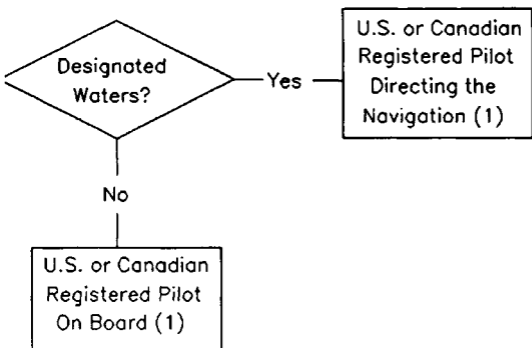 Designated
Waters?
Yes
U.S. or Canadian
Registered Pilot
Directing the
Navigation (1)
No
U.S. or Canadian
Registered Pilot
On Board (1)